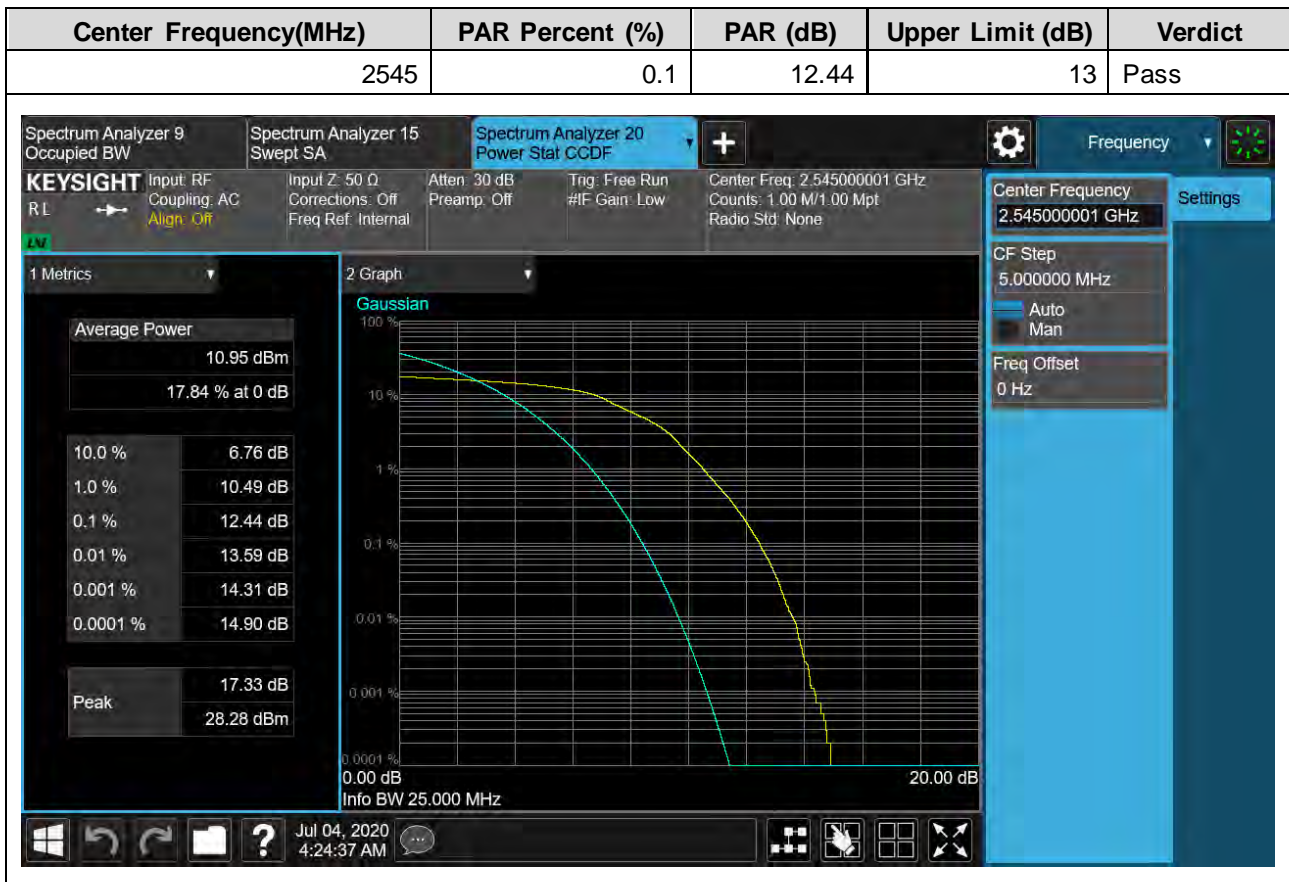 Center Frequency(MHz) PAR Percent (%) PAR (dB) Upper Limit (dB) Verdict
2545 0.1 12.44 13 Pass
Spectrum Analyzer 9 Spectrum Analyzer 15 Spectrum Analyzer 20 Frequency
Occupied BW Swept SA Power Stat CCDF
KEYSIGHT Input: RF Input Z: 50 Ω Atten: 30 dB Trig: Free Run Center Freq: 2.545000001 GHz
RL Coupling: AC Corrections: Off Preamp: Off #IF Gain: Low Counts: 1.00 M/1.00 Mpt
Align: Off Freq Ref: Internal Radio Std: None
LXI
Center Frequency Settings
2.545000001 GHz
CF Step
5.000000 MHz
Auto
Man
Freq Offset
0 Hz
1 Metrics
Average Power
10.95 dBm
17.84 % at 0 dB
10.0 % 6.76 dB
1.0 % 10.49 dB
0.1 % 12.44 dB
0.01 % 13.59 dB
0.001 % 14.31 dB
0.0001 % 14.90 dB
Peak 17.33 dB
28.28 dBm
2 Graph
Gaussian
100 %
10 %
1 %
0.1 %
0.01 %
0.001 %
0.0001 %
0.00 dB 20.00 dB
Info BW 25.000 MHz
? Jul 04, 2020
4:24:37 AM